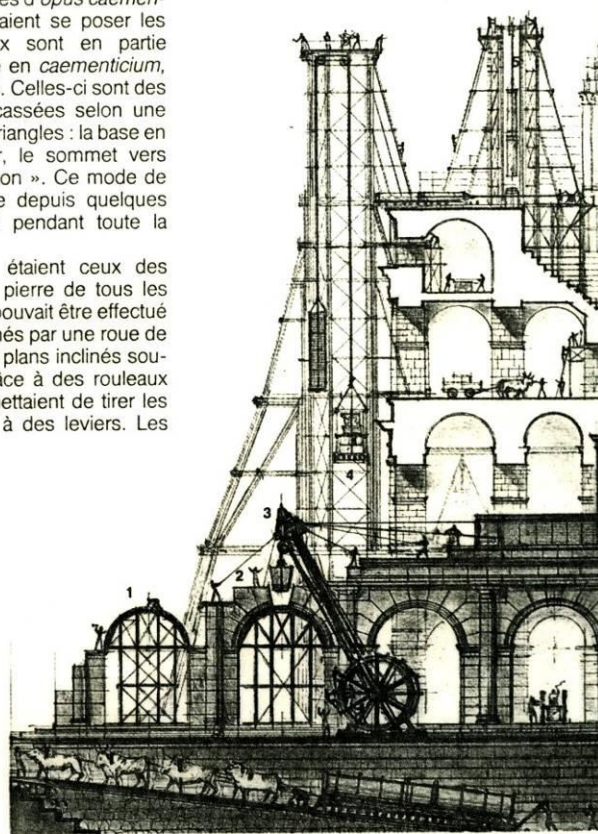 es d'opus caemen-
aient se poser les
x sont en partie
en caementicium,
. Celles-ci sont des
cassées selon une
riangles : la base en
r, le sommet vers
on ». Ce mode de
e depuis quelques
pendant toute la
étaient ceux des
pierre de tous les
pouvait être effectué
nés par une roue de
plans inclinés sou-
âce à des rouleaux
nettaient de tirer les
à des leviers. Les
5
4
3
2
1